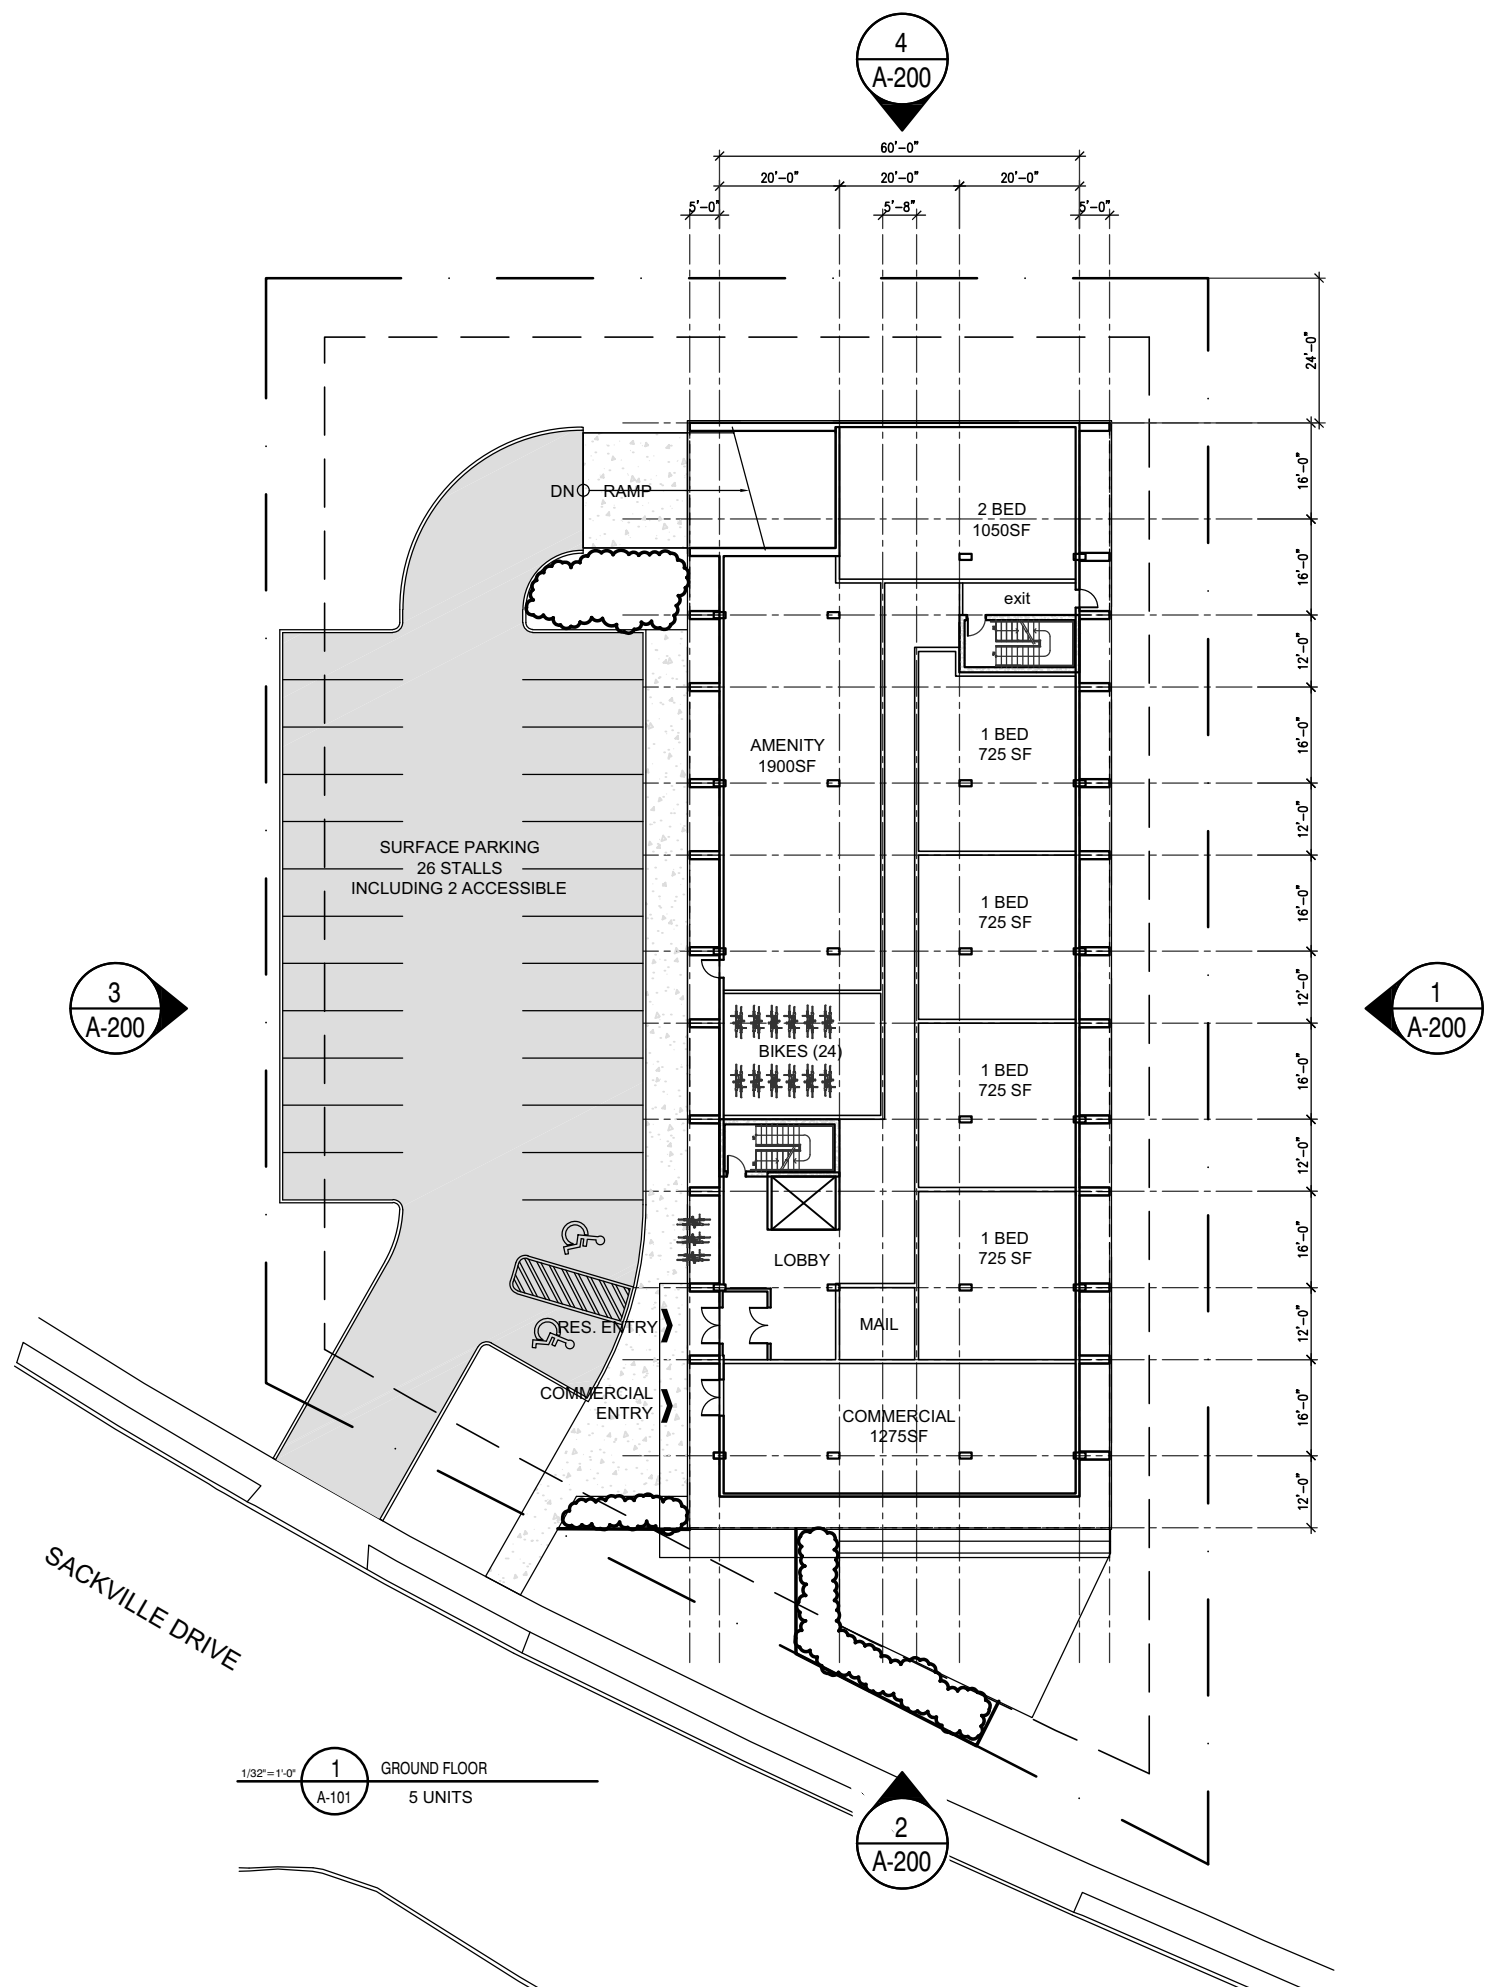 4
A-200
60'-0"
20'-0"
20'-0"
20'-0"
5'-0"
5'-8"
5'-0"
24'-0"
16'-0"
DN
RAMP
2 BED
1050SF
16'-0"
exit
12'-0"
AMENITY
1900SF
1 BED
725 SF
16'-0"
12'-0"
SURFACE PARKING
26 STALLS
INCLUDING 2 ACCESSIBLE
1 BED
725 SF
16'-0"
3
A-200
1
A-200
12'-0"
BIKES (24)
1 BED
725 SF
16'-0"
12'-0"
LOBBY
1 BED
725 SF
16'-0"
RES. ENTRY
MAIL
12'-0"
COMMERCIAL
ENTRY
COMMERCIAL
1275SF
16'-0"
12'-0"
SACKVILLE DRIVE
1/32"=1'-0"
1
A-101
GROUND FLOOR
5 UNITS
2
A-200